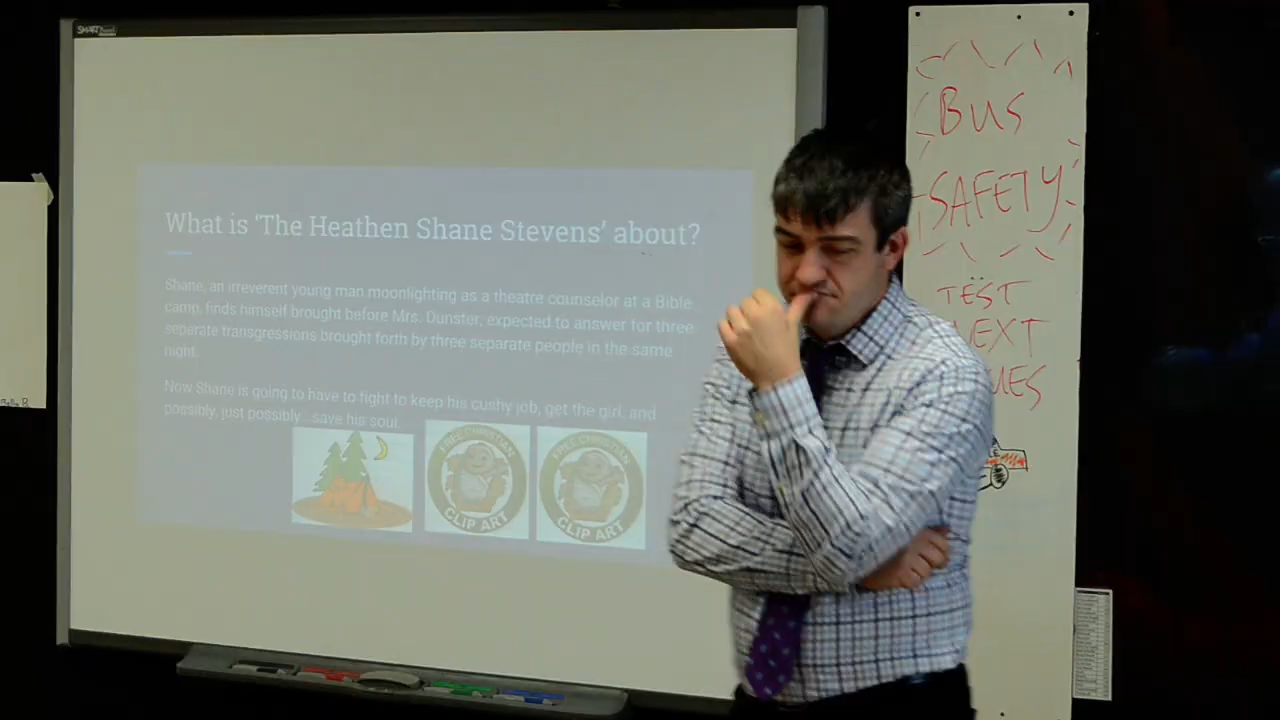 SMART
What is 'The Heathen Shane Stevens' about?
Shane, an irreverent young man moonlighting as a theatre counselor at a Bible
camp, finds himself brought before Mrs. Dunster, expected to answer for three
separate transgressions brought forth by three separate people in the same
night.
Now Shane is going to have to fight to keep his cushy job, get the girl, and
possibly, just possibly...save his soul.
FREE CHRISTIAN
CLIP ART
FREE CHRISTIAN
CLIP ART
BUS
SAFETY
TËST